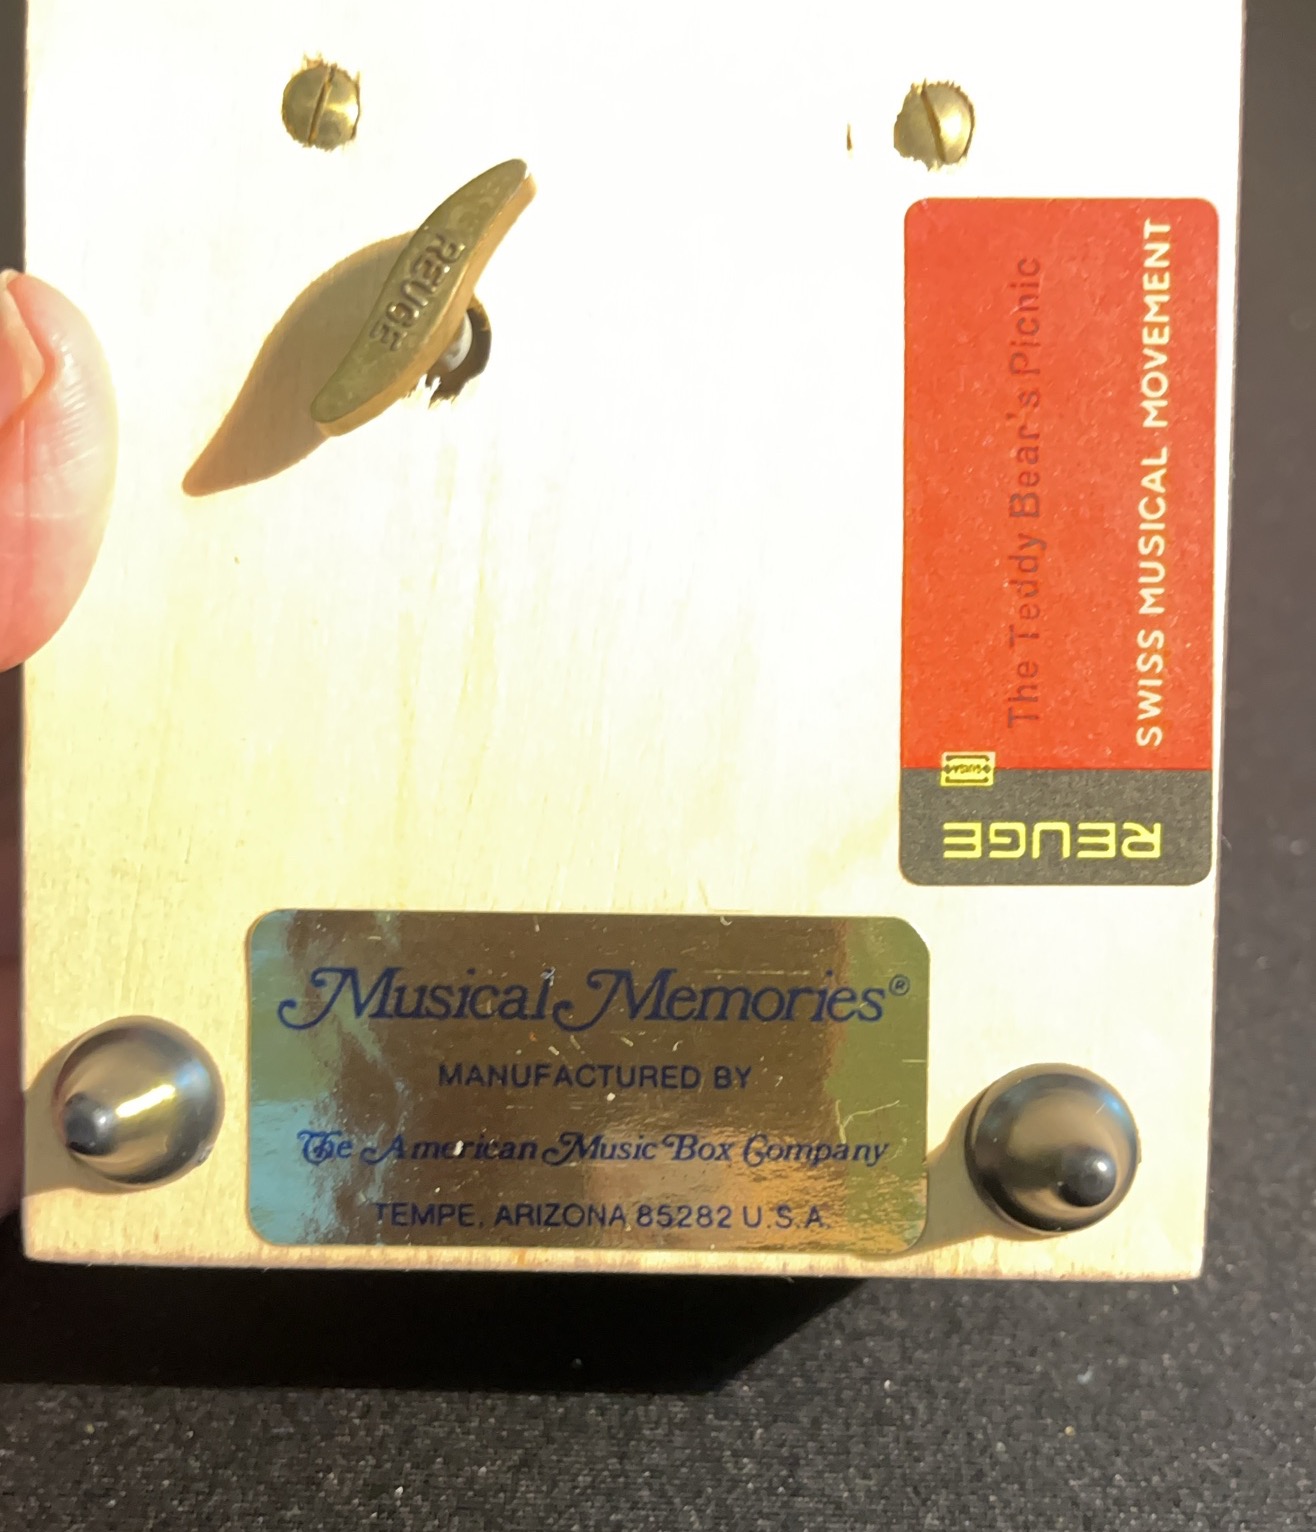 REUGE
The Teddy Bear's Picnic
SWISS MUSICAL MOVEMENT
REUGE
Musical Memories®
MANUFACTURED BY
The American Music Box Company
TEMPE, ARIZONA 85282 U.S.A.